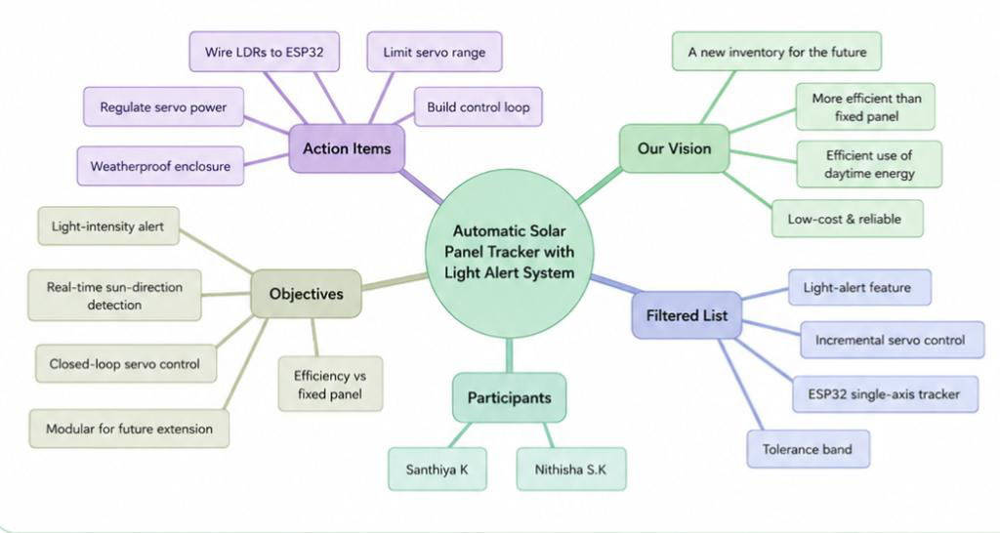 Wire LDRs to ESP32
Limit servo range
Regulate servo power
Build control loop
Weatherproof enclosure
Action Items
A new inventory for the future
More efficient than
fixed panel
Our Vision
Efficient use of
daytime energy
Low-cost & reliable
Automatic Solar
Panel Tracker with
Light Alert System
Light-intensity alert
Real-time sun-direction
detection
Objectives
Closed-loop servo control
Efficiency vs
fixed panel
Modular for future extension
Filtered List
Light-alert feature
Incremental servo control
ESP32 single-axis tracker
Tolerance band
Participants
Santhiya K
Nithisha S.K